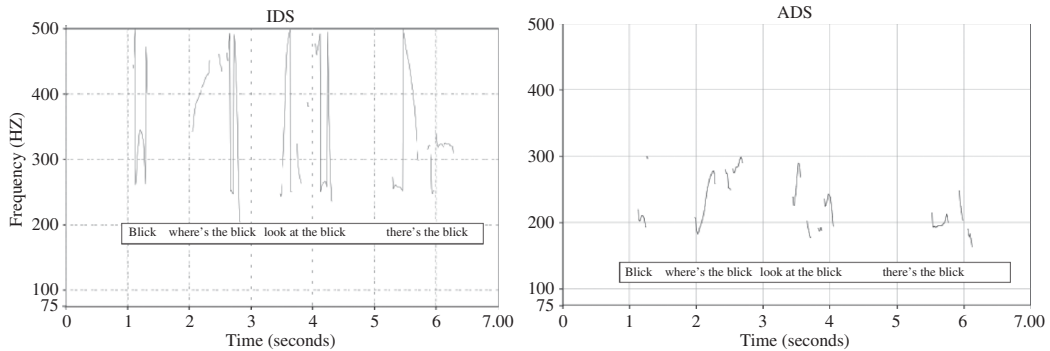 IDS
500
400
300
200
100
75
Frequency (HZ)
Blick where's the blick look at the blick there's the blick
0 1 2 3 4 5 6 7.00
Time (seconds)
ADS
500
400
300
200
100
75
Blick where's the blick look at the blick there's the blick
0 1 2 3 4 5 6 7.00
Time (seconds)